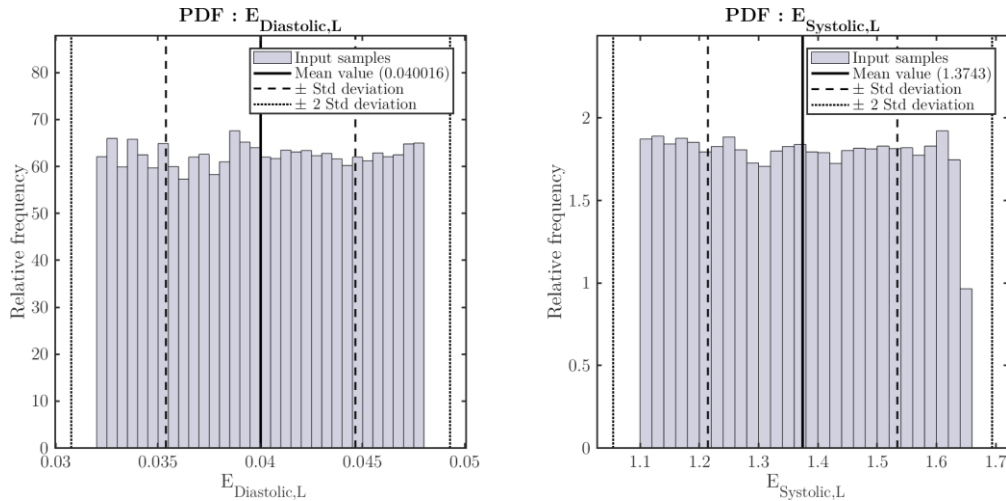 PDF : E_Diastolic,L
Input samples
Mean value (0.040016)
± Std deviation
± 2 Std deviation
Relative frequency
80
70
60
50
40
30
20
10
0
0.03 0.035 0.04 0.045 0.05
E_Diastolic,L
PDF : E_Systolic,L
Input samples
Mean value (1.3743)
± Std deviation
± 2 Std deviation
Relative frequency
2
1.5
1
0.5
0
1.1 1.2 1.3 1.4 1.5 1.6 1.7
E_Systolic,L